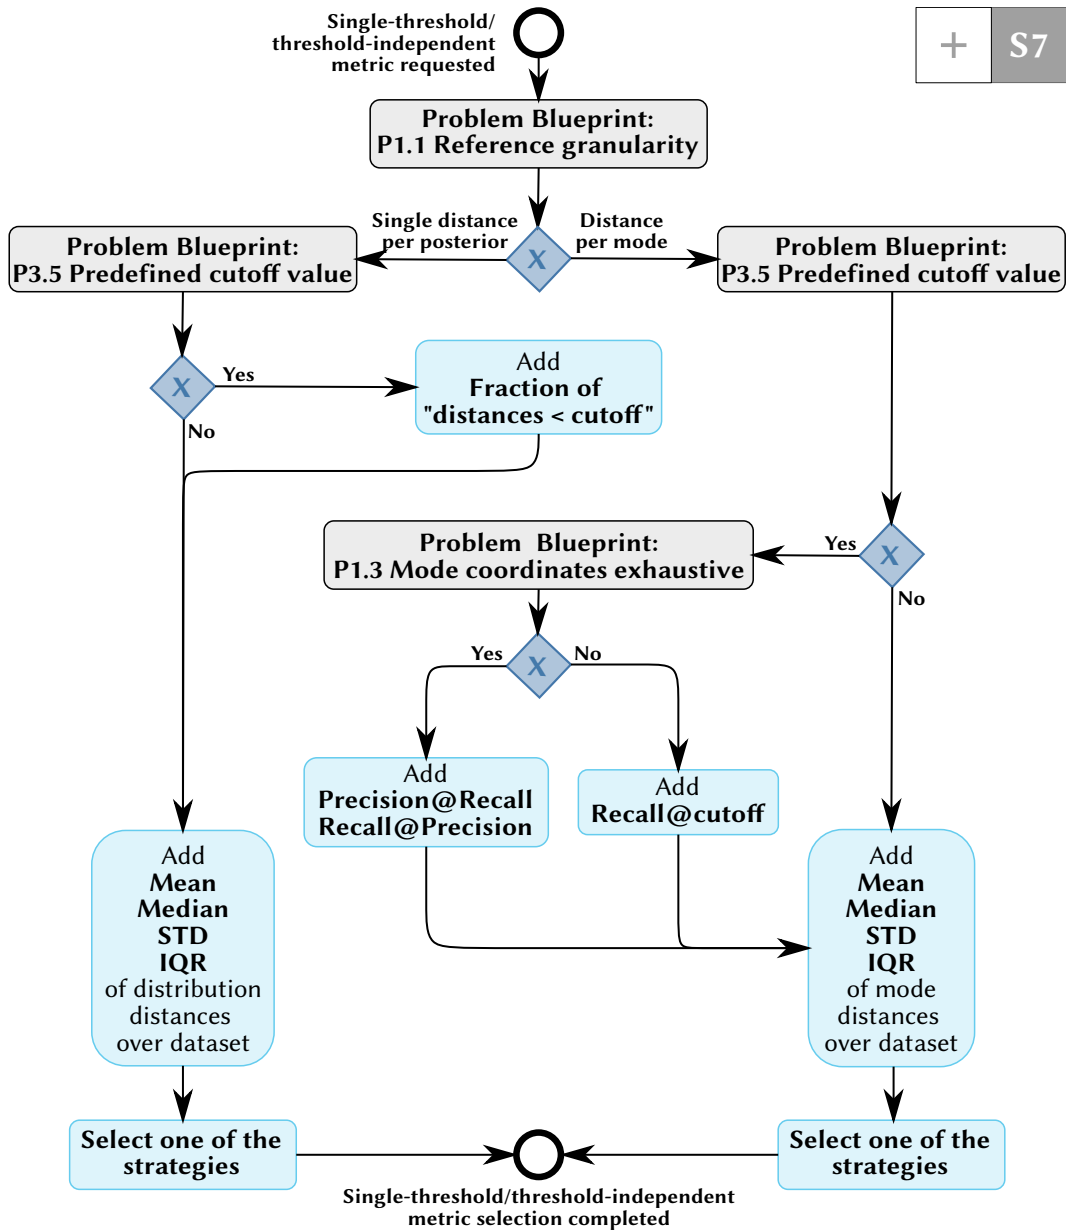 Single-threshold/
threshold-independent
metric requested
+ S7
Problem Blueprint:
P1.1 Reference granularity
Single distance
per posterior
X
Distance
per mode
Problem Blueprint:
P3.5 Predefined cutoff value
Problem Blueprint:
P3.5 Predefined cutoff value
X
Yes
No
Add
Fraction of
"distances < cutoff"
Problem Blueprint:
P1.3 Mode coordinates exhaustive
Yes
X
No
Yes
X
No
Add
Precision@Recall
Recall@Precision
Add
Recall@cutoff
Add
Mean
Median
STD
IQR
of distribution
distances
over dataset
Add
Mean
Median
STD
IQR
of mode
distances
over dataset
Select one of the
strategies
Select one of the
strategies
Single-threshold/threshold-independent
metric selection completed